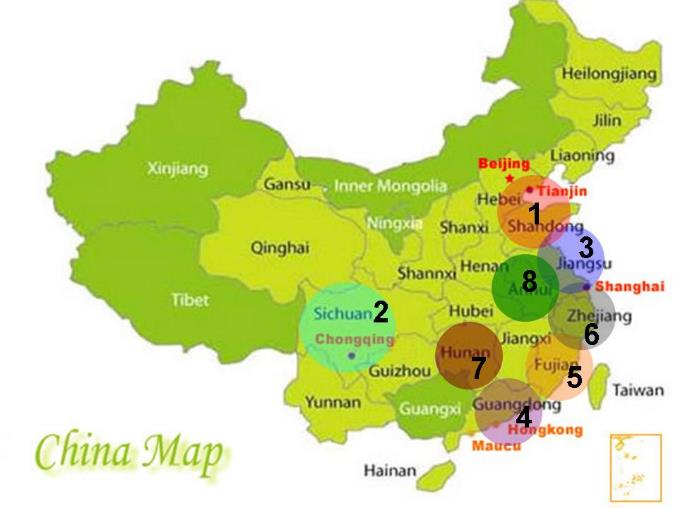 Heilongjiang
Jilin
Liaoning
Beijing
Tianjin
Hebei
1
Xinjiang
Gansu
Inner Mongolia
Ningxia
Shanxi
Shandong
3
Qinghai
Shannxi
Henan
Jiangsu
8
Anhui
Shanghai
Tibet
Sichuan
2
Hubei
Zhejiang
6
Chongqing
Jiangxi
Hunan
7
Fujian
5
Guizhou
Taiwan
Yunnan
Guangxi
Guangdong
4
Hongkong
Maucu
China Map
Hainan